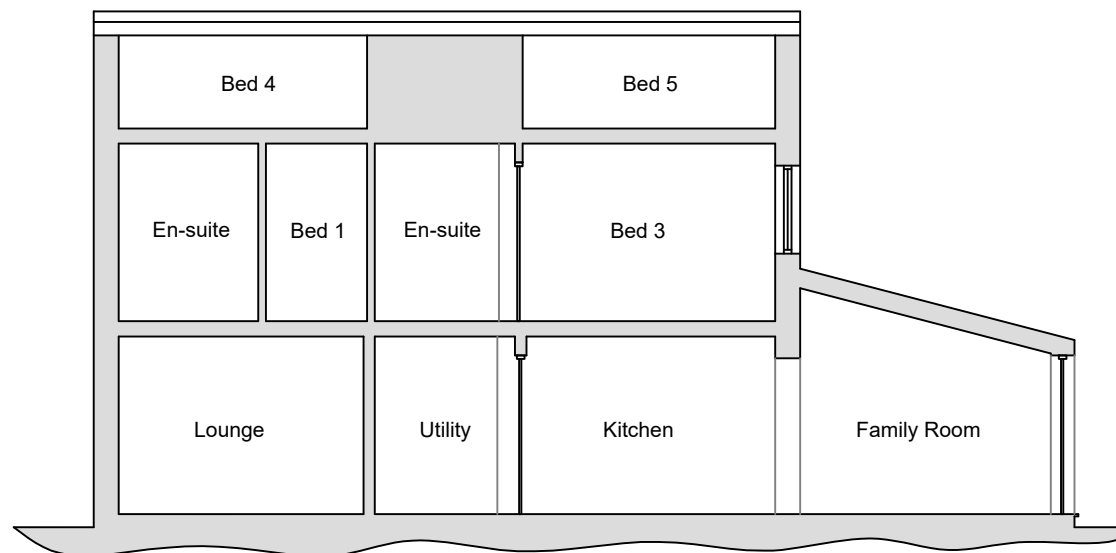 Bed 4
Bed 5
En-suite
Bed 1
En-suite
Bed 3
Lounge
Utility
Kitchen
Family Room